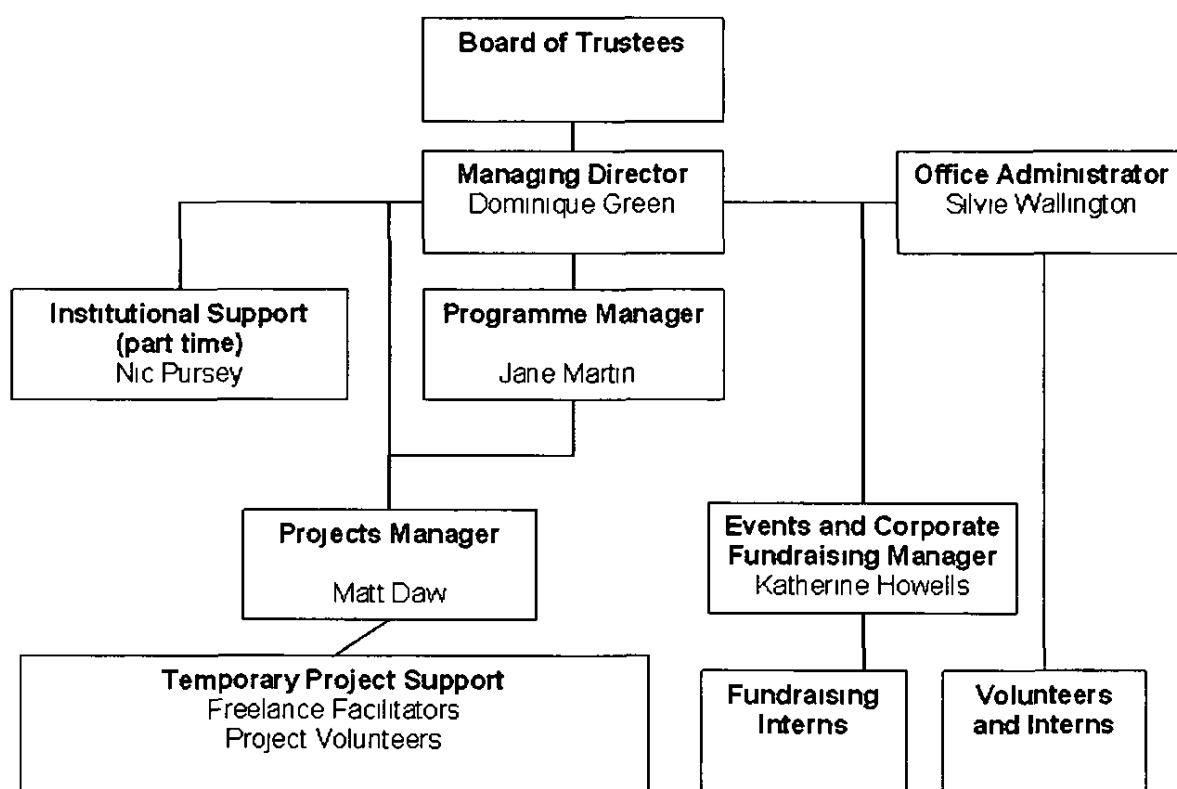 Board of Trustees
Managing Director
Dominique Green
Office Administrator
Silvie Wallington
Institutional Support
(part time)
Nic Pursey
Programme Manager
Jane Martin
Projects Manager
Matt Daw
Events and Corporate
Fundraising Manager
Katherine Howells
Temporary Project Support
Freelance Facilitators
Project Volunteers
Fundraising
Interns
Volunteers
and Interns